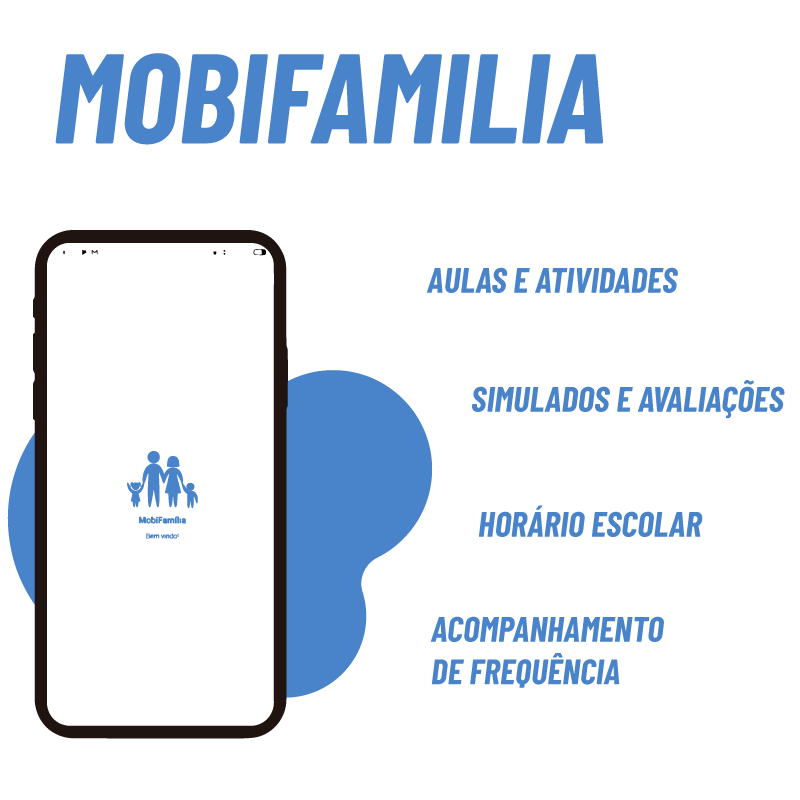 MOBIFAMILIA
AULAS E ATIVIDADES
SIMULADOS E AVALIAÇÕES
MobiFamília
Bem vindo!
HORÁRIO ESCOLAR
ACOMPANHAMENTO
DE FREQUÊNCIA